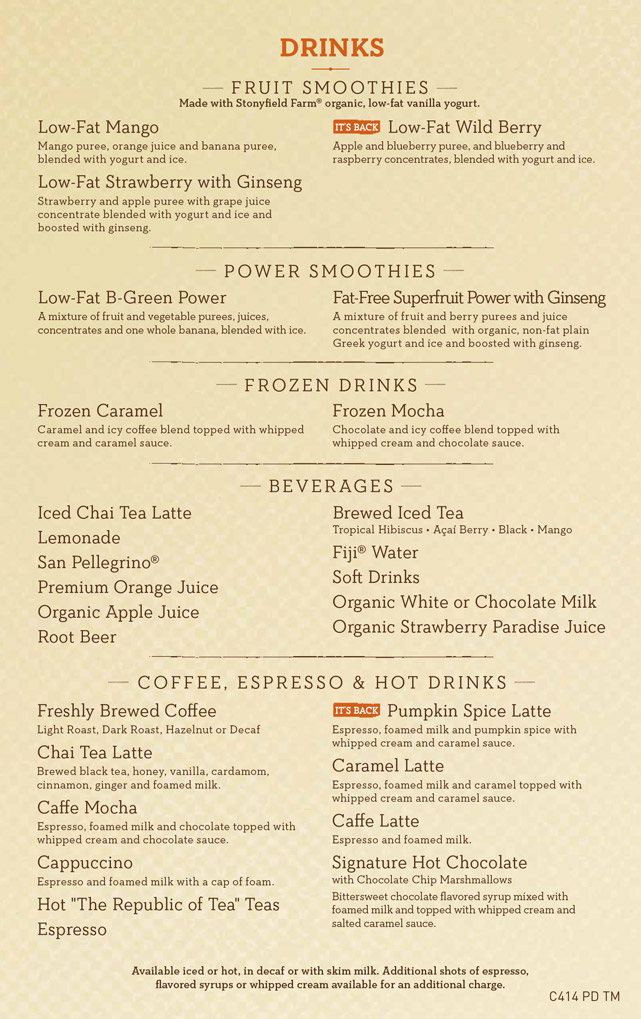 DRINKS
FRUIT SMOOTHIES
Made with Stonyfield Farm® organic, low-fat vanilla yogurt.
Low-Fat Mango
Mango puree, orange juice and banana puree,
blended with yogurt and ice.
Low-Fat Strawberry with Ginseng
Strawberry and apple puree with grape juice
concentrate blended with yogurt and ice and
boosted with ginseng.
IT'S BACK Low-Fat Wild Berry
Apple and blueberry puree, and blueberry and
raspberry concentrates, blended with yogurt and ice.
POWER SMOOTHIES
Low-Fat B-Green Power
A mixture of fruit and vegetable purees, juices,
concentrates and one whole banana, blended with ice.
Fat-Free Superfruit Power with Ginseng
A mixture of fruit and berry purees and juice
concentrates blended with organic, non-fat plain
Greek yogurt and ice and boosted with ginseng.
FROZEN DRINKS
Frozen Caramel
Caramel and icy coffee blend topped with whipped
cream and caramel sauce.
Frozen Mocha
Chocolate and icy coffee blend topped with
whipped cream and chocolate sauce.
BEVERAGES
Iced Chai Tea Latte
Lemonade
San Pellegrino®
Premium Orange Juice
Organic Apple Juice
Root Beer
Brewed Iced Tea
Tropical Hibiscus • Açaí Berry • Black • Mango
Fiji® Water
Soft Drinks
Organic White or Chocolate Milk
Organic Strawberry Paradise Juice
COFFEE, ESPRESSO & HOT DRINKS
Freshly Brewed Coffee
Light Roast, Dark Roast, Hazelnut or Decaf
Chai Tea Latte
Brewed black tea, honey, vanilla, cardamom,
cinnamon, ginger and foamed milk.
Caffe Mocha
Espresso, foamed milk and chocolate topped with
whipped cream and chocolate sauce.
Cappuccino
Espresso and foamed milk with a cap of foam.
Hot "The Republic of Tea" Teas
Espresso
IT'S BACK Pumpkin Spice Latte
Espresso, foamed milk and pumpkin spice with
whipped cream and caramel sauce.
Caramel Latte
Espresso, foamed milk and caramel topped with
whipped cream and caramel sauce.
Caffe Latte
Espresso and foamed milk.
Signature Hot Chocolate
with Chocolate Chip Marshmallows
Bittersweet chocolate flavored syrup mixed with
foamed milk and topped with whipped cream and
salted caramel sauce.
Available iced or hot, in decaf or with skim milk. Additional shots of espresso,
flavored syrups or whipped cream available for an additional charge.
C414 PD TM